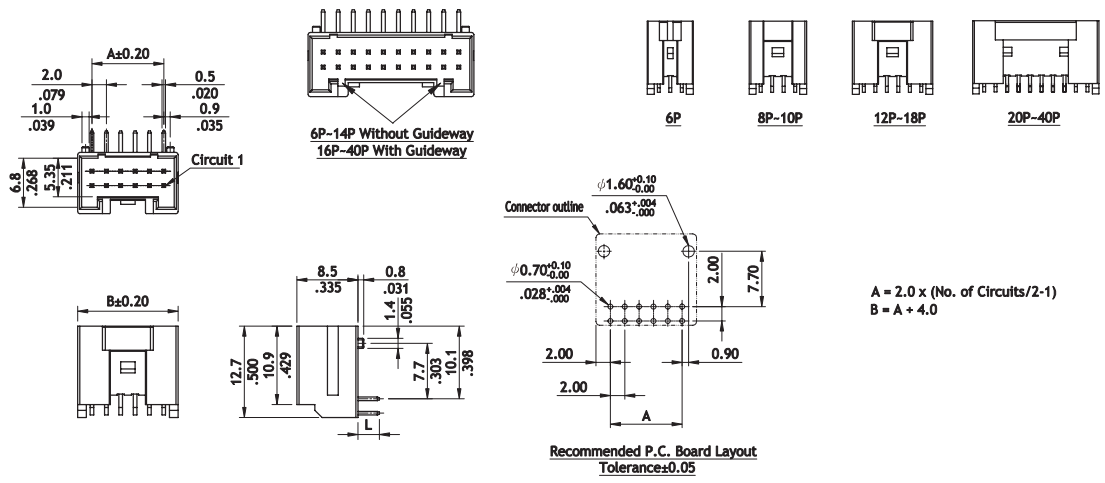 A±0.20
2.0
.079
0.5
.020
1.0
.039
0.9
.035
Circuit 1
6.8
.268
5.35
.211
6P~14P Without Guideway
16P~40P With Guideway
6P
8P~10P
12P~18P
20P~40P
B±0.20
8.5
.335
0.8
.031
1.4
.055
12.7
.500
10.9
.429
7.7
.303
10.1
.398
L
ϕ1.60+0.10-0.00
.063+.004-.000
Connector outline
ϕ0.70+0.10-0.00
.028+.004-.000
2.00
7.70
2.00
0.90
2.00
A
Recommended P.C. Board Layout
Tolerance±0.05
A = 2.0 x (No. of Circuits/2-1)
B = A + 4.0